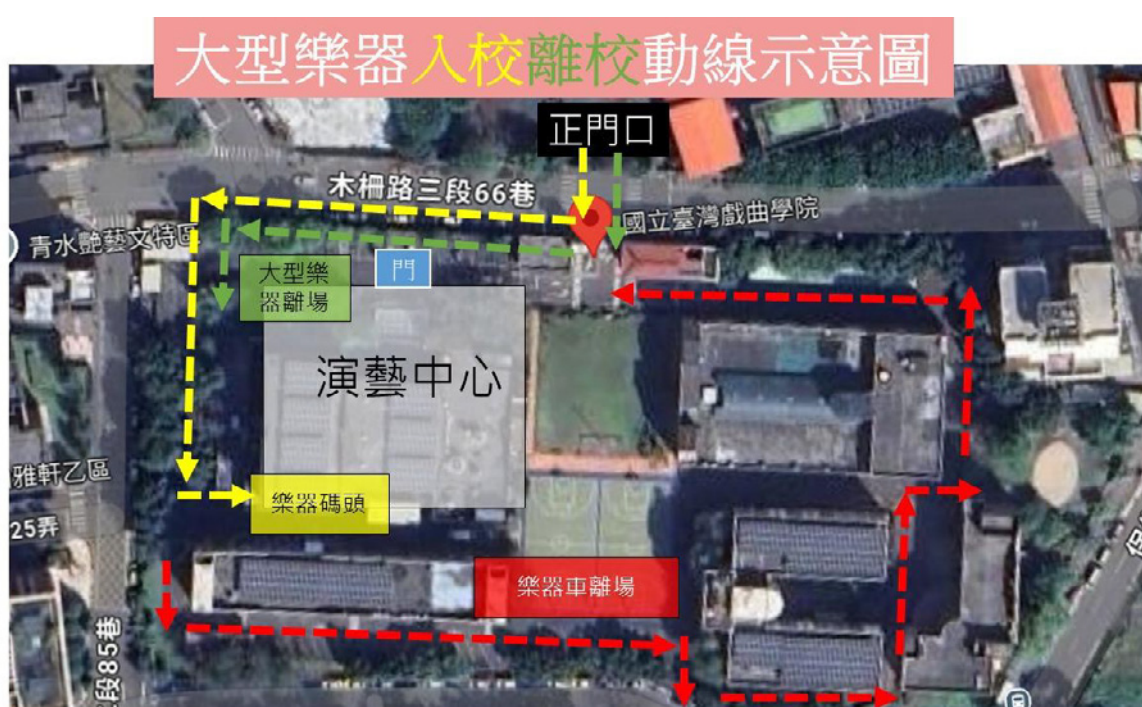 大型樂器入校離校動線示意圖
正門口
木柵路三段66巷
國立臺灣戲曲學院
青水艷藝文特區
大型樂
器離場
門
演藝中心
雅軒乙區
樂器碼頭
25弄
樂器車離場
段85巷
保